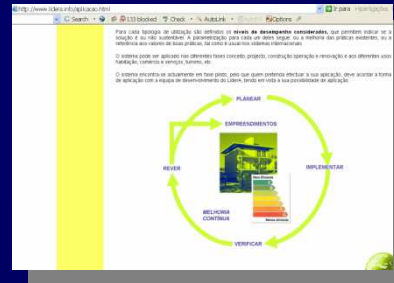 http://www.lidera.info/aplicacao.html
Ir para
Search
133 blocked
Check
AutoLink
Options
Para cada tipologia de utilização são definidos os níveis de desempenho considerados, que permitem indicar se a
solução é ou não sustentável. A parametrização para cada um deles segue ou a melhoria das práticas existentes, ou a
referência aos valores de boas práticas, tal como é usual nos sistemas internacionais.
O sistema pode ser aplicado nas diferentes fases conceito, projecto, construção operação e renovação e aos diferentes usos
habitação, comércio e serviços, turismo, etc.
O sistema encontra-se actualmente em fase piloto, pelo que quem pretenda efectuar a sua aplicação, deve acordar a forma
de aplicação com a equipa de desenvolvimento do LiderA, tendo em vista a sua possibilidade de aplicação.
PLANEAR
EMPREENDIMENTOS
REVER
IMPLEMENTAR
MELHORIA
CONTÍNUA
VERIFICAR